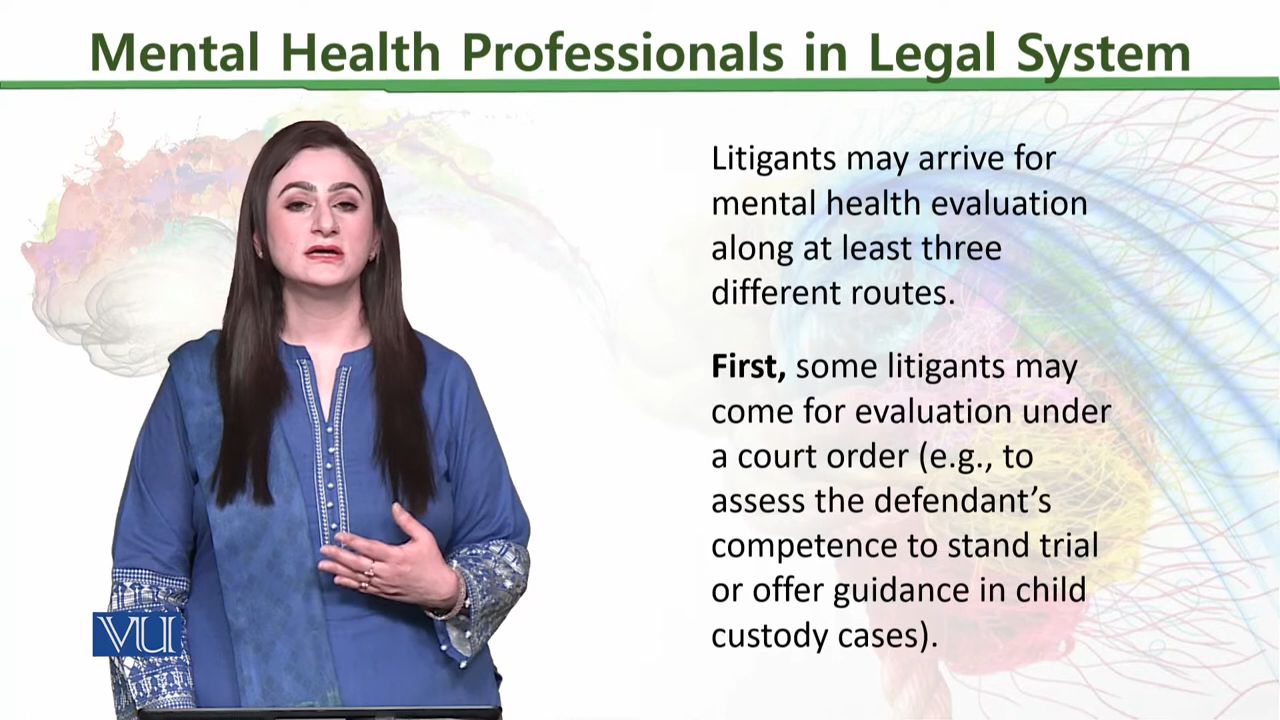 Mental Health Professionals in Legal System
Litigants may arrive for
mental health evaluation
along at least three
different routes.
First, some litigants may
come for evaluation under
a court order (e.g., to
assess the defendant’s
competence to stand trial
or offer guidance in child
custody cases).
VU